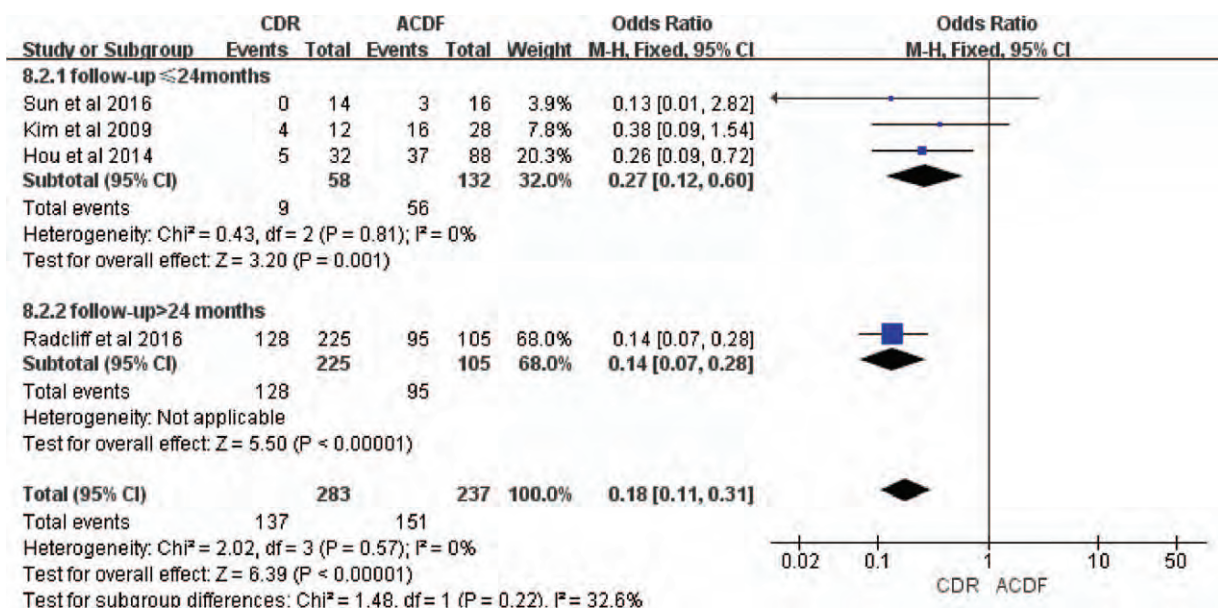 CDR ACDF Odds Ratio Odds Ratio
Study or Subgroup Events Total Events Total Weight M-H, Fixed, 95% CI M-H, Fixed, 95% CI
8.2.1 follow-up ≤24months
Sun et al 2016 0 14 3 16 3.9% 0.13 [0.01, 2.82]
Kim et al 2009 4 12 16 28 7.8% 0.38 [0.09, 1.54]
Hou et al 2014 5 32 37 88 20.3% 0.26 [0.09, 0.72]
Subtotal (95% CI) 58 132 32.0% 0.27 [0.12, 0.60]
Total events 9 56
Heterogeneity: Chi² = 0.43, df = 2 (P = 0.81); I² = 0%
Test for overall effect: Z = 3.20 (P = 0.001)
8.2.2 follow-up>24 months
Radcliff et al 2016 128 225 95 105 68.0% 0.14 [0.07, 0.28]
Subtotal (95% CI) 225 105 68.0% 0.14 [0.07, 0.28]
Total events 128 95
Heterogeneity: Not applicable
Test for overall effect: Z = 5.50 (P < 0.00001)
Total (95% CI) 283 237 100.0% 0.18 [0.11, 0.31]
Total events 137 151
Heterogeneity: Chi² = 2.02, df = 3 (P = 0.57); I² = 0%
Test for overall effect: Z = 6.39 (P < 0.00001)
Test for subgroup differences: Chi² = 1.48, df = 1 (P = 0.22), I² = 32.6%
0.02 0.1 1 10 50
CDR ACDF